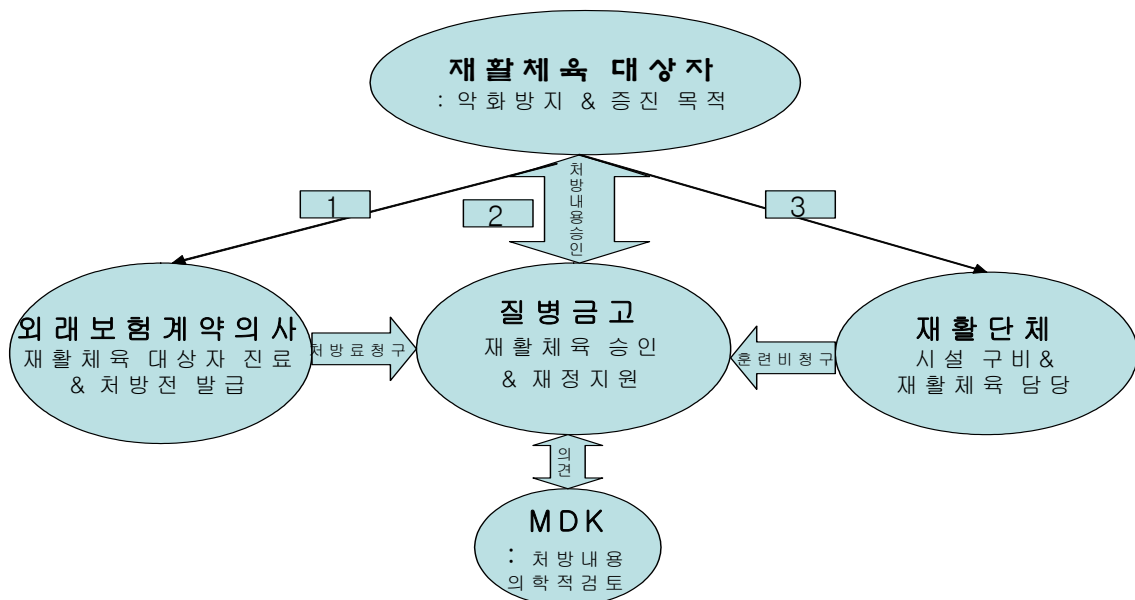 재활체육 대상자
: 악화방지 & 증진 목적
1
2
처방내용승인
3
외래보험계약의사
재활체육 대상자 진료
& 처방전 발급
처방료청구
질병금고
재활체육 승인
& 재정지원
훈련비청구
재활단체
시설 구비&
재활체육 담당
의견
MDK
: 처방내용
의학적검토